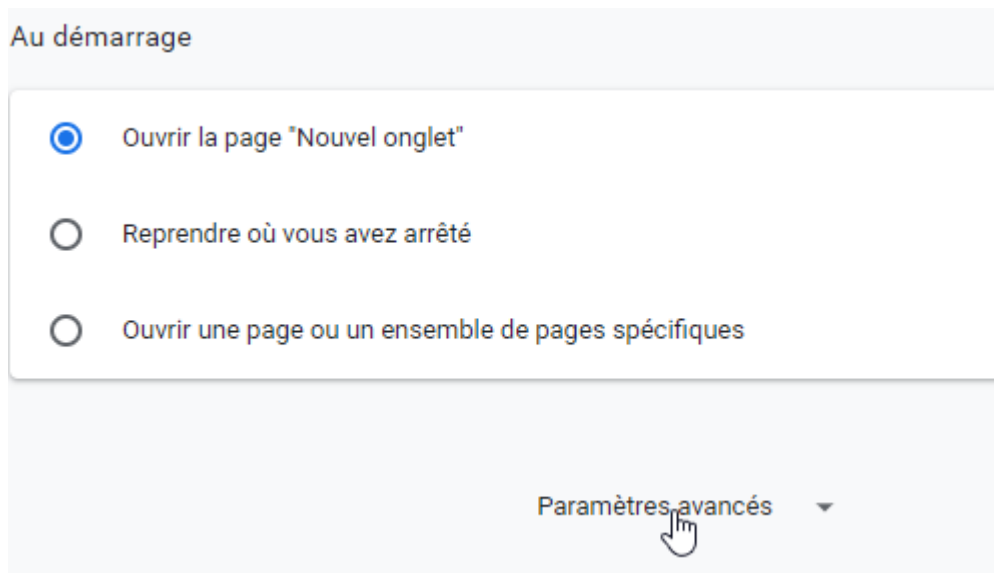 Au démarrage
Ouvrir la page "Nouvel onglet"
Reprendre où vous avez arrêté
Ouvrir une page ou un ensemble de pages spécifiques
Paramètres avancés